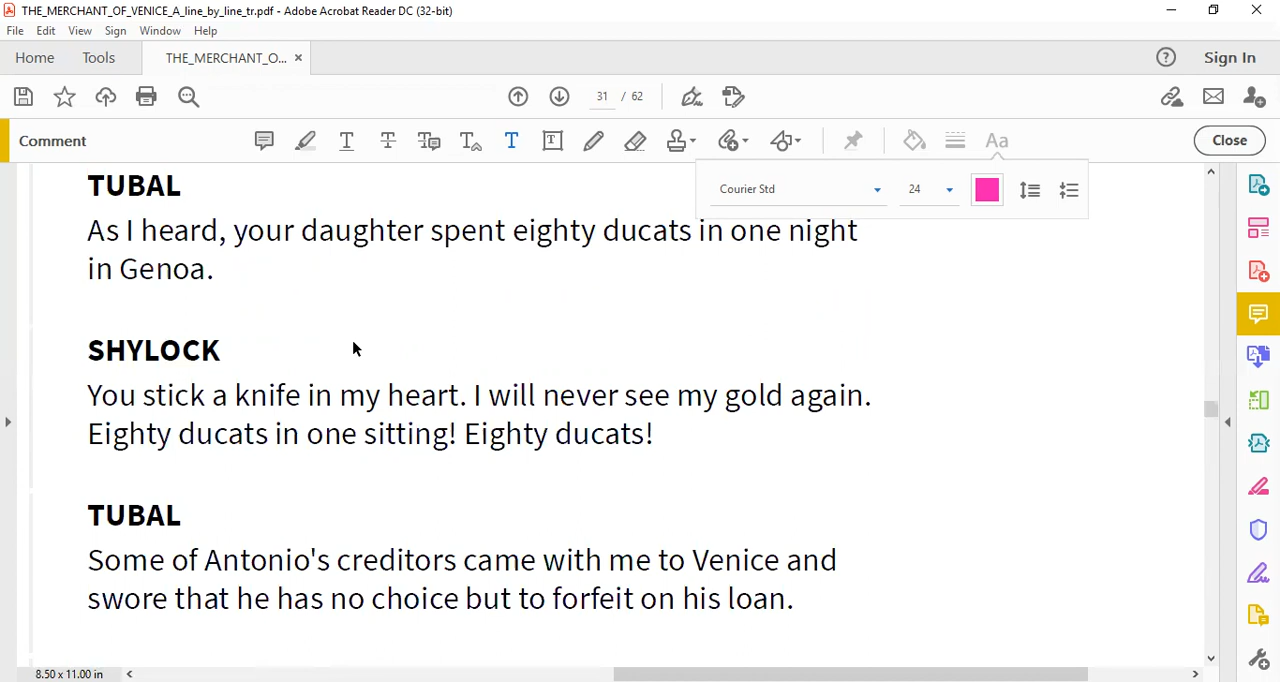 THE_MERCHANT_OF_VENICE_A_line_by_line_tr.pdf - Adobe Acrobat Reader DC (32-bit)
File Edit View Sign Window Help
Home Tools THE_MERCHANT_O... × ? Sign In
31 / 62
Comment T T T T T T Aa Close
Courier Std 24
TUBAL
As I heard, your daughter spent eighty ducats in one night
in Genoa.
SHYLOCK
You stick a knife in my heart. I will never see my gold again.
Eighty ducats in one sitting! Eighty ducats!
TUBAL
Some of Antonio's creditors came with me to Venice and
swore that he has no choice but to forfeit on his loan.
8.50 x 11.00 in